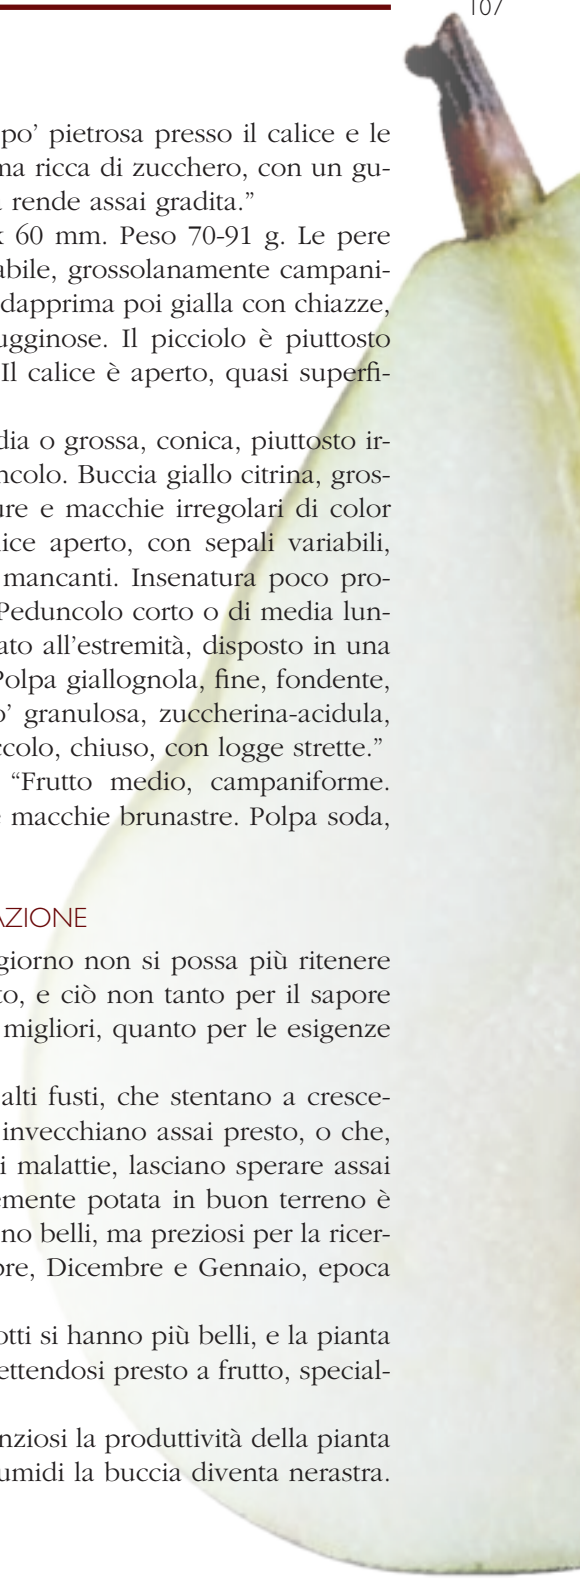 107
po’ pietrosa presso il calice e le
ma ricca di zucchero, con un gu-
rende assai gradita.”
60 mm. Peso 70-91 g. Le pere
abile, grossolanamente campani-
dapprima poi gialla con chiazze,
ugginose. Il picciolo è piuttosto
Il calice è aperto, quasi superfi-
dia o grossa, conica, piuttosto ir-
ncolo. Buccia giallo citrina, gros-
ure e macchie irregolari di color
lice aperto, con sepali variabili,
mancanti. Insenatura poco pro-
Peduncolo corto o di media lun-
ato all’estremità, disposto in una
Polpa giallognola, fine, fondente,
o’ granulosa, zuccherina-acidula,
ccolo, chiuso, con logge strette.”
“Frutto medio, campaniforme.
e macchie brunastre. Polpa soda,
AZIONE
giorno non si possa più ritenere
to, e ciò non tanto per il sapore
migliori, quanto per le esigenze
alti fusti, che stentano a cresce-
invecchiano assai presto, o che,
i malattie, lasciano sperare assai
emente potata in buon terreno è
no belli, ma preziosi per la ricer-
bre, Dicembre e Gennaio, epoca
otti si hanno più belli, e la pianta
ettendosi presto a frutto, special-
nziosi la produttività della pianta
umidi la buccia diventa nerastra.